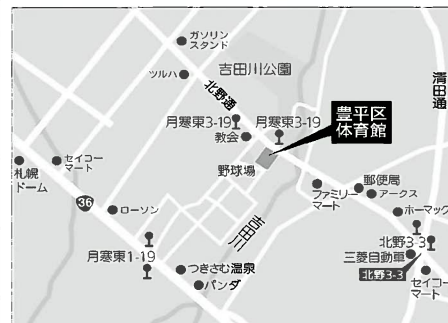 ガソリン
スタンド
ツルハ
吉田川公園
清田通
北野通
豊平区
体育館
月寒東3-19
月寒東3-19
教会
野球場
セイコー
マート
札幌
ドーム
36
ローソン
吉田川
ファミリー
マート
郵便局
アークス
ホーマック
北野3-3
三菱自動車
北野3-3
セイコー
マート
月寒東1-19
つきさむ温泉
パンダ